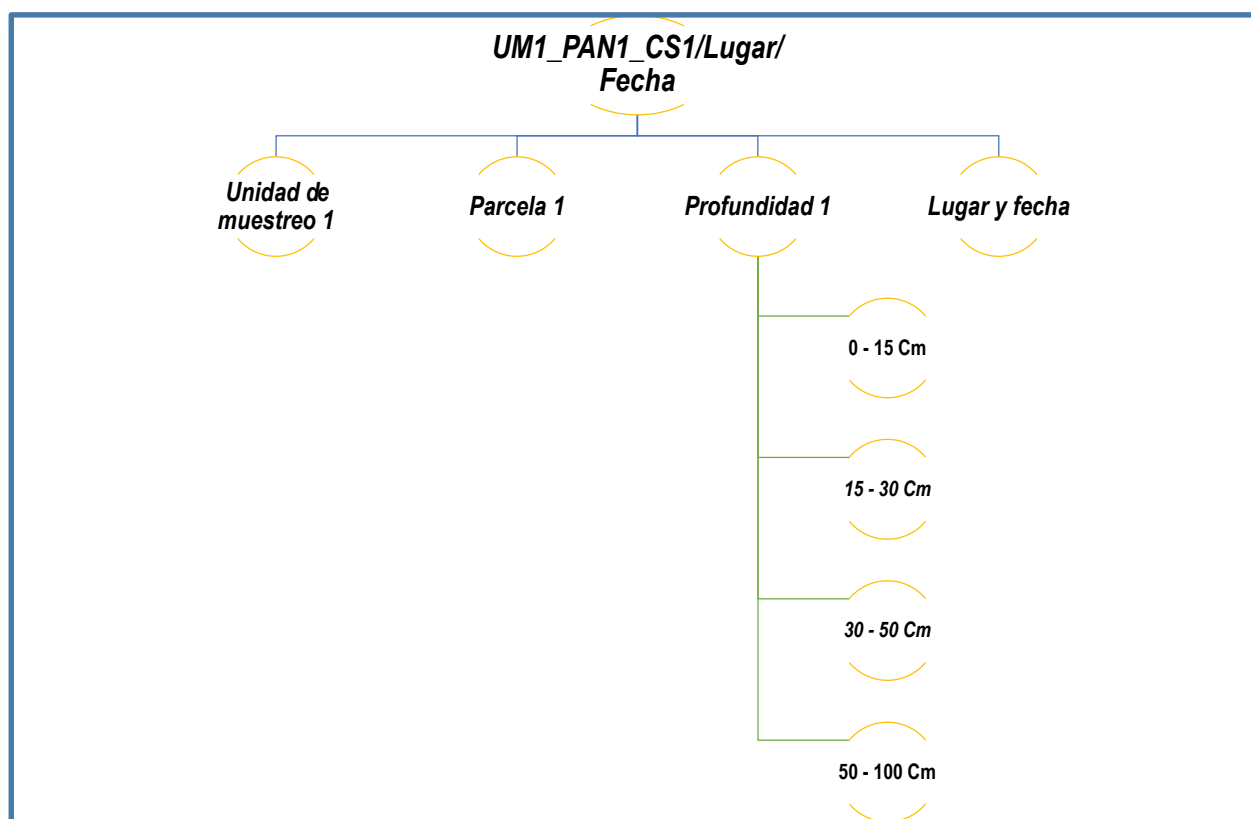 UM1_PAN1_CS1/Lugar/
Fecha
Unidad de
muestreo 1
Parcela 1
Profundidad 1
Lugar y fecha
0 - 15 Cm
15 - 30 Cm
30 - 50 Cm
50 - 100 Cm